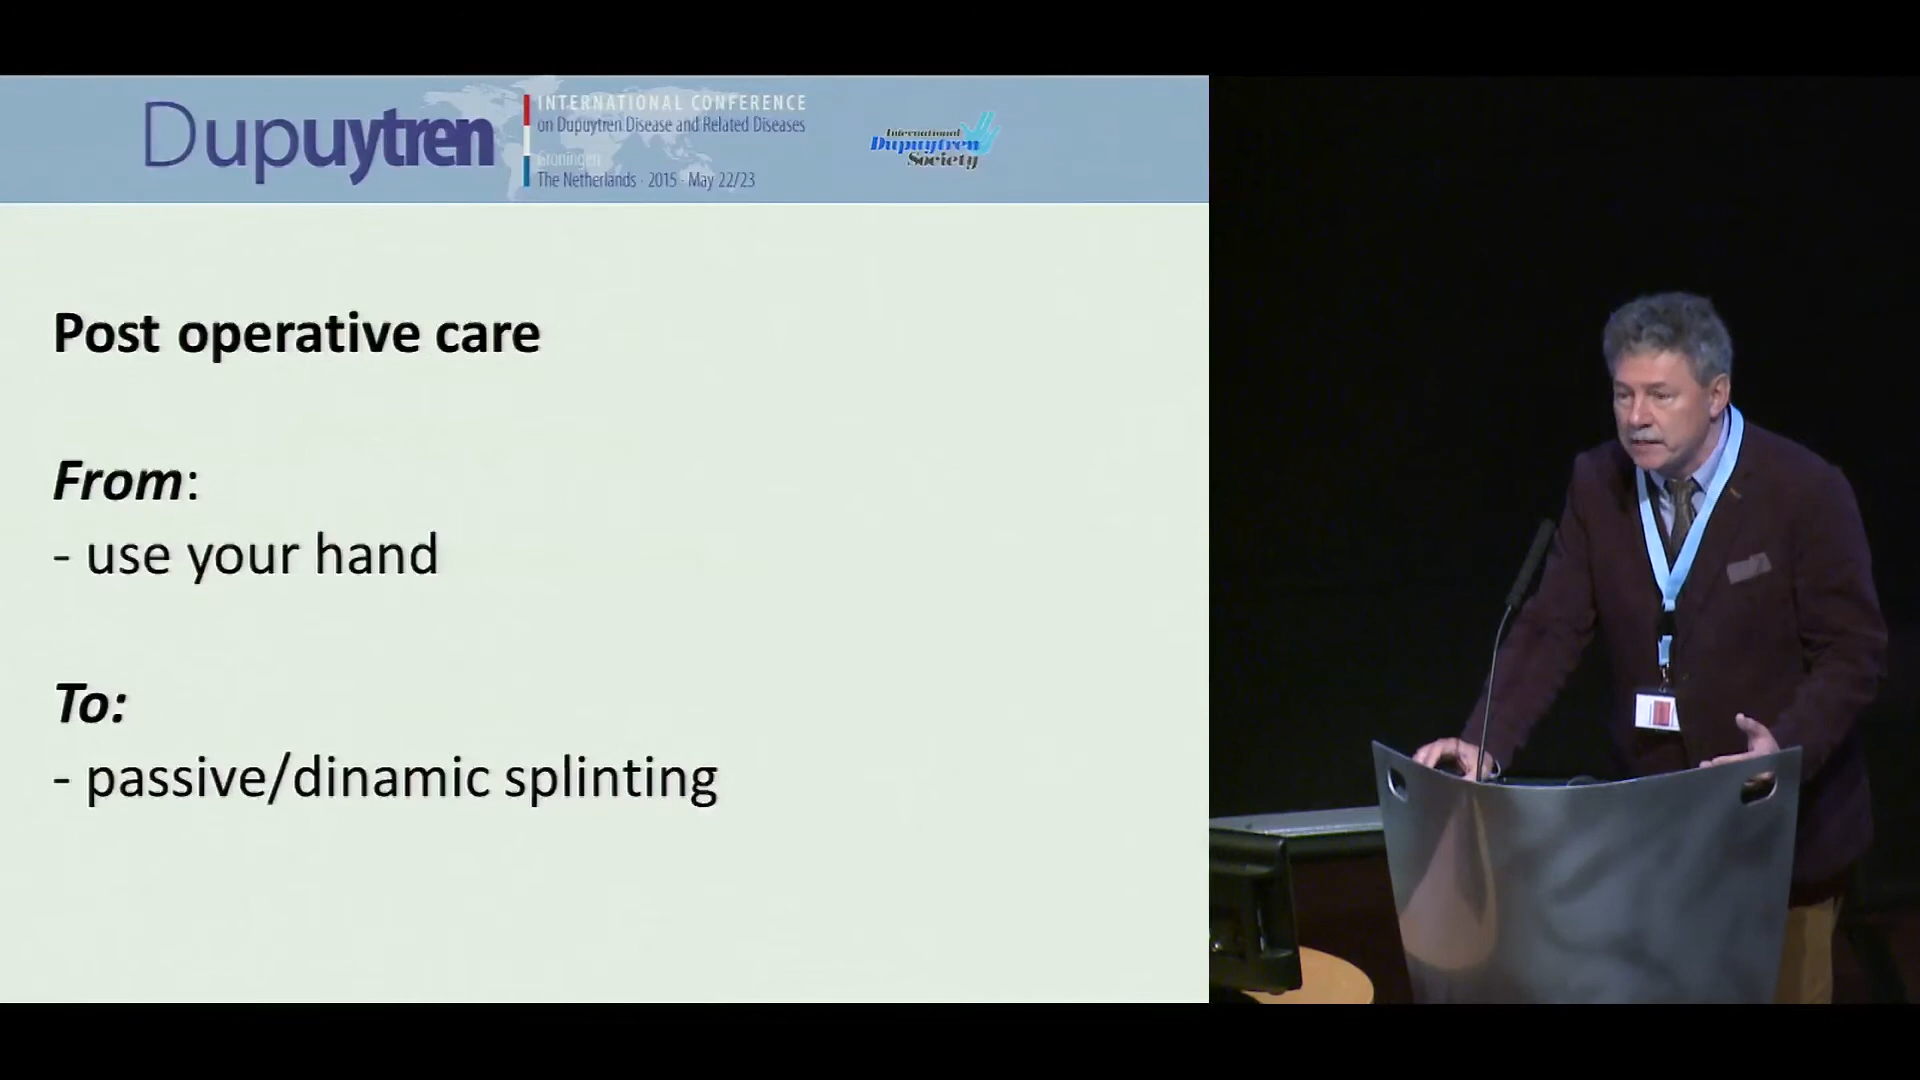 Dupuytren
INTERNATIONAL CONFERENCE
on Dupuytren Disease and Related Diseases
Groningen
The Netherlands · 2015 · May 22/23
International
Dupuytren
Society
Post operative care
From:
- use your hand
To:
- passive/dinamic splinting